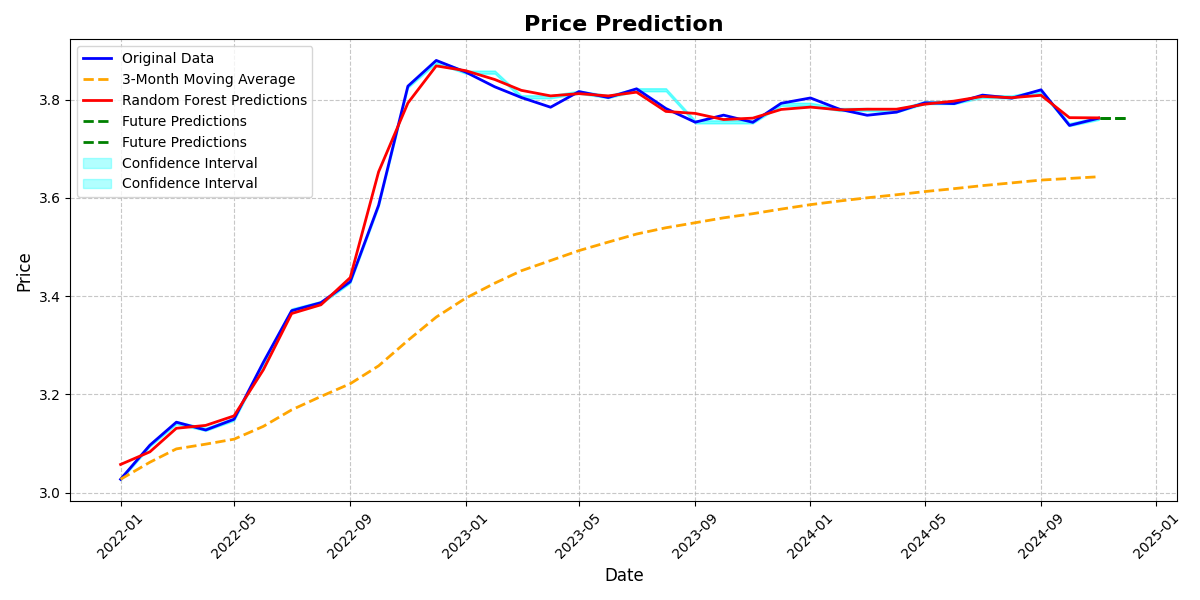 Price Prediction
Original Data
3-Month Moving Average
Random Forest Predictions
Future Predictions
Future Predictions
Confidence Interval
Confidence Interval
Price
3.8
3.6
3.4
3.2
3.0
2022-01
2022-05
2022-09
2023-01
2023-05
2023-09
2024-01
2024-05
2024-09
2025-01
Date